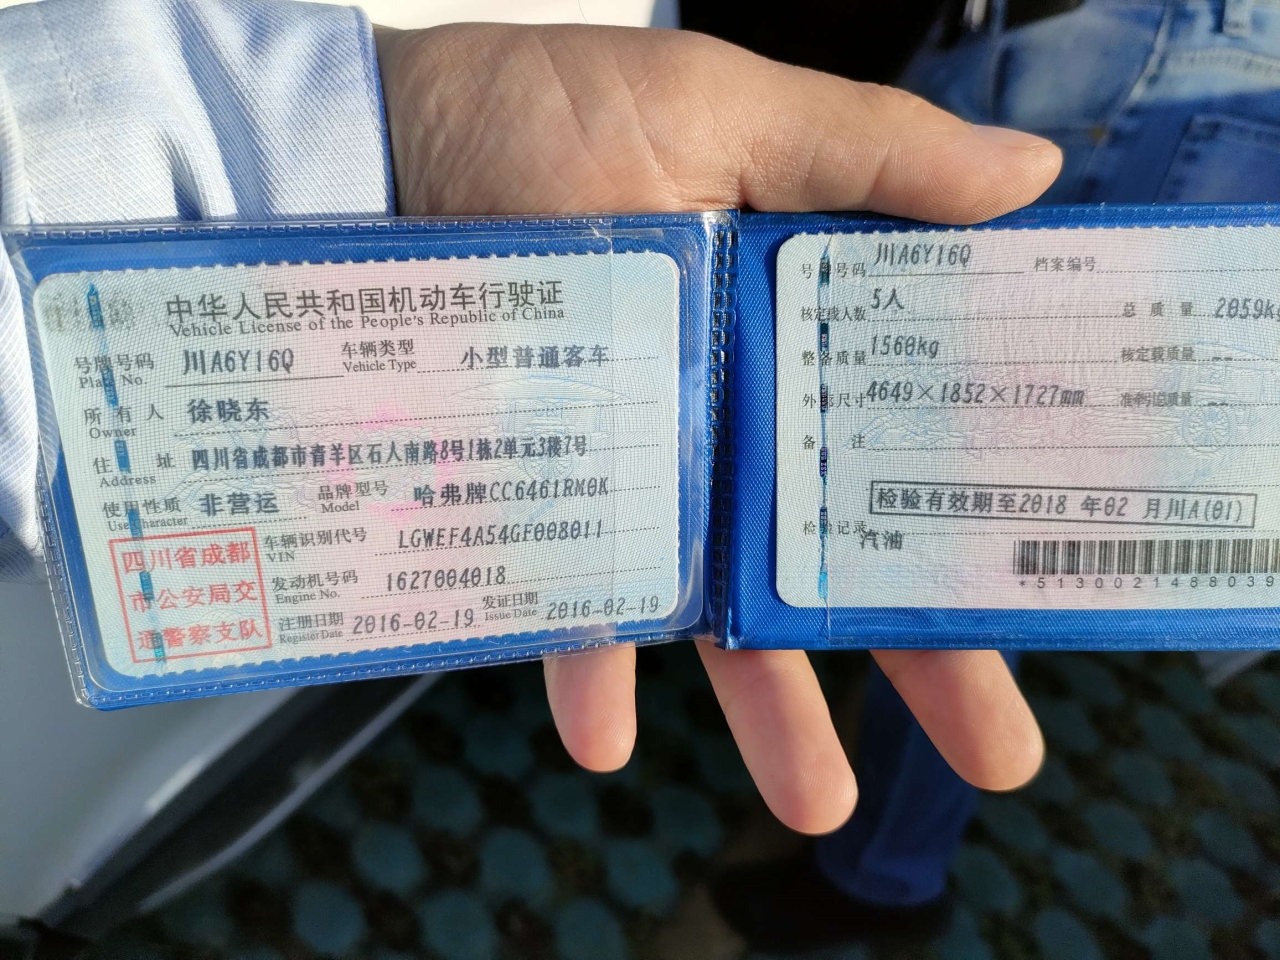 中华人民共和国机动车行驶证
Vehicle License of the People's Republic of China
号牌号码 川A6Y16Q 车辆类型 小型普通客车
Plate No. Vehicle Type
所有人 徐晓东
Owner
住址 四川省成都市青羊区石人南路8号1栋2单元3楼7号
Address
使用性质 非营运 品牌型号 哈弗牌CC6461RM0K
Use Character Model
四川省成都
市公安局交
通警察支队
车辆识别代号 LGWEF4A54GF008011
VIN
发动机号码 1627004018
Engine No.
注册日期 2016-02-19 发证日期 2016-02-19
Register Date Issue Date
号牌号码 川A6Y16Q 档案编号
核定载人数 5人 总质量 2059kg
整备质量 1560kg 核定载质量 --
外廓尺寸 4649×1852×1727mm 准牵引总质量 --
备注
检验有效期至2018 年02 月川A(01)
检验记录
汽油
*5130021488039